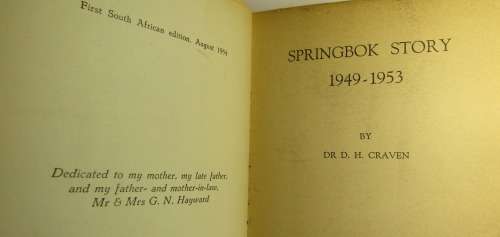 First South African edition, August 1954
Dedicated to my mother, my late father,
and my father- and mother-in-law,
Mr & Mrs G. N. Hayward
SPRINGBOK STORY
1949-1953
BY
DR D. H. CRAVEN